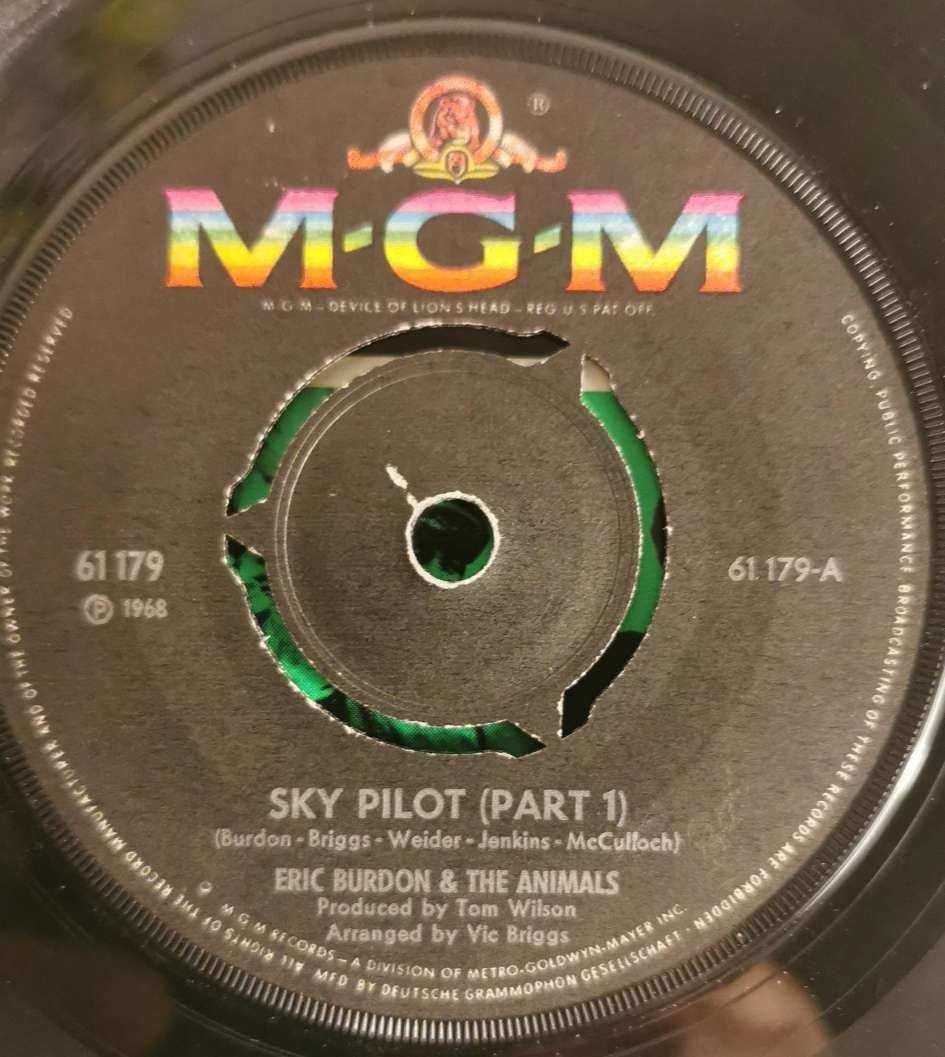 ®
M-G-M
M-G-M – DEVICE OF LION'S HEAD – REG. U.S. PAT. OFF.
61 179
Ⓟ 1968
61 179-A
SKY PILOT (PART 1)
(Burdon - Briggs - Weider - Jenkins - McCulloch)
ERIC BURDON & THE ANIMALS
Produced by Tom Wilson
Arranged by Vic Briggs
M G M RECORDS – A DIVISION OF METRO-GOLDWYN-MAYER INC.
MFD BY DEUTSCHE GRAMMOPHON GESELLSCHAFT · ALL RIGHTS OF THE RECORD MANUFACTURER AND OF THE OWNER OF THE WORK RECORDED RESERVED
COPYING, PUBLIC PERFORMANCE BROADCASTING OF THESE RECORDS ARE FORBIDDEN